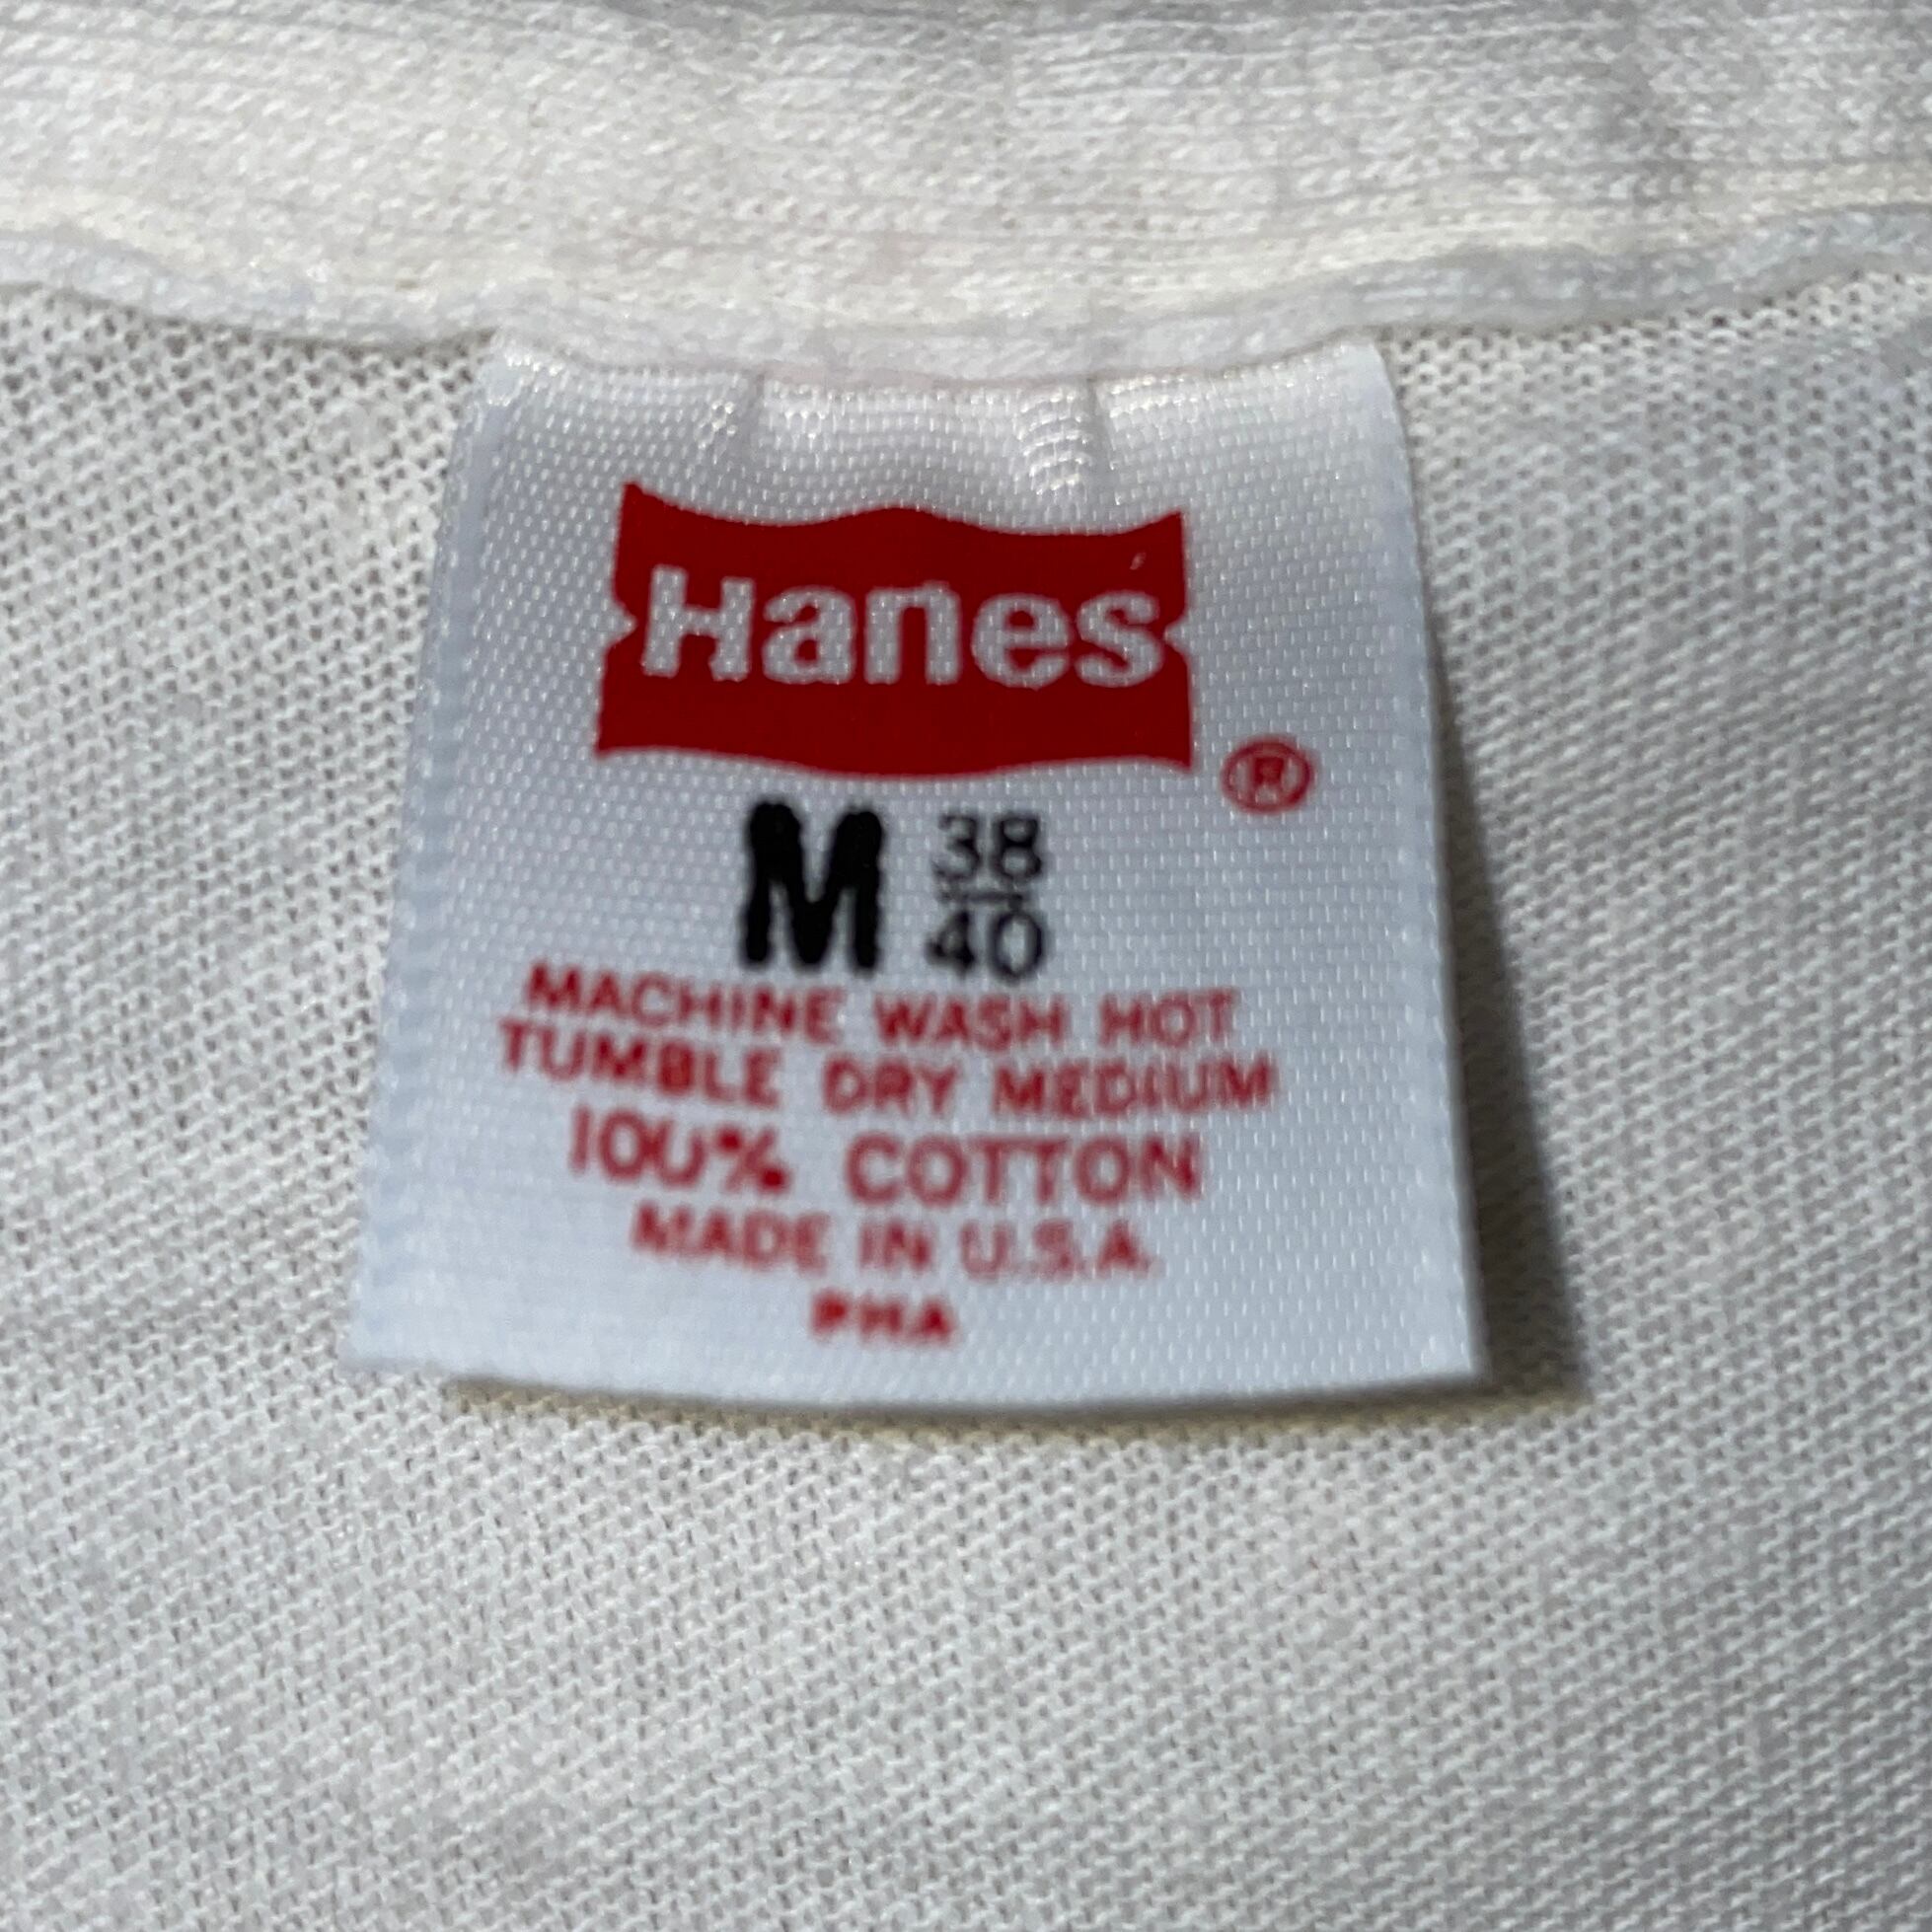 Hanes
®
M 38/40
MACHINE WASH HOT
TUMBLE DRY MEDIUM
100% COTTON
MADE IN U.S.A.
PHA